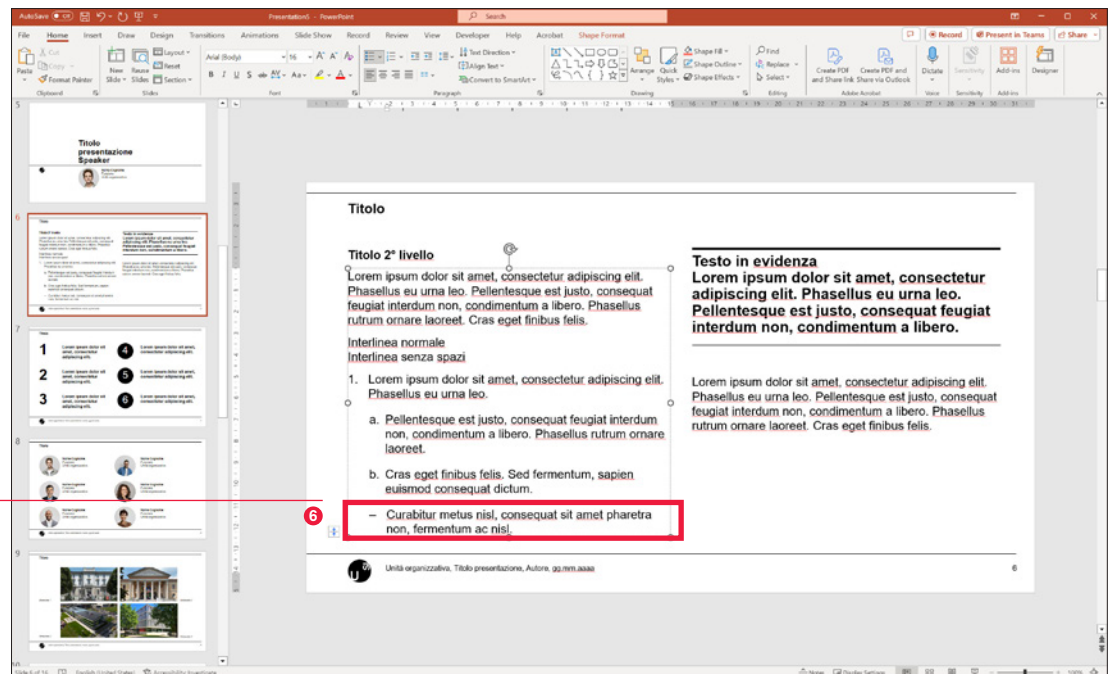 AutoSave
Presentation6 - PowerPoint
Search
File Home Insert Draw Design Transitions Animations Slide Show Record Review View Developer Help Acrobat Shape Format
Record Present in Teams Share
Paste
Cut
Copy
Format Painter
Clipboard
New Slide
Reuse Slides
Layout
Reset
Section
Slides
Arial (Body) 16
Font
Text Direction
Align Text
Convert to SmartArt
Paragraph
Arrange
Quick Styles
Shape Fill
Shape Outline
Shape Effects
Drawing
Find
Replace
Select
Editing
Create PDF and Share link
Create PDF and Share via Outlook
Adobe Acrobat
Dictate
Voice
Sensitivity
Sensitivity
Add-ins
Add-ins
Designer
5
Titolo
presentazione
Speaker
6
7
1
2
3
4
5
6
8
9
10
Titolo
Titolo 2° livello
Lorem ipsum dolor sit amet, consectetur adipiscing elit.
Phasellus eu urna leo. Pellentesque est justo, consequat
feugiat interdum non, condimentum a libero. Phasellus
rutrum ornare laoreet. Cras eget finibus felis.
Interlinea normale
Interlinea senza spazi
1. Lorem ipsum dolor sit amet, consectetur adipiscing elit.
Phasellus eu urna leo.
a. Pellentesque est justo, consequat feugiat interdum
non, condimentum a libero. Phasellus rutrum ornare
laoreet.
b. Cras eget finibus felis. Sed fermentum, sapien
euismod consequat dictum.
– Curabitur metus nisl, consequat sit amet pharetra
non, fermentum ac nisl.
6
Testo in evidenza
Lorem ipsum dolor sit amet, consectetur
adipiscing elit. Phasellus eu urna leo.
Pellentesque est justo, consequat feugiat
interdum non, condimentum a libero.
Lorem ipsum dolor sit amet, consectetur adipiscing elit.
Phasellus eu urna leo. Pellentesque est justo, consequat
feugiat interdum non, condimentum a libero. Phasellus
rutrum ornare laoreet. Cras eget finibus felis.
Unità organizzativa, Titolo presentazione, Autore, gg.mm.aaaa
6
Slide 6 of 16 English (United States) Accessibility: Investigate
Notes Display Settings 100%